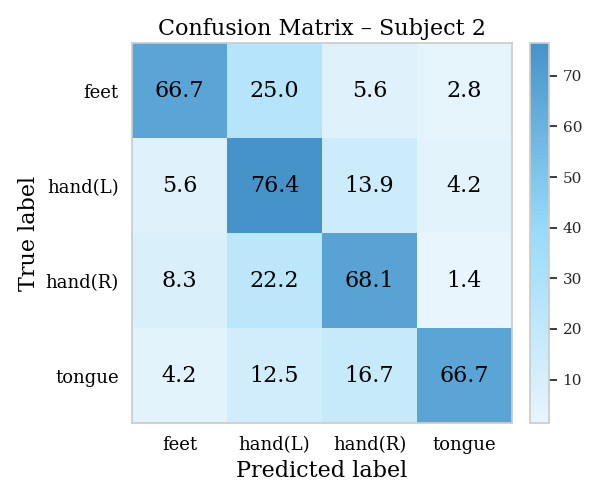 Confusion Matrix – Subject 2
feet 66.7 25.0 5.6 2.8
hand(L) 5.6 76.4 13.9 4.2
hand(R) 8.3 22.2 68.1 1.4
tongue 4.2 12.5 16.7 66.7
feet hand(L) hand(R) tongue
Predicted label
True label
70
60
50
40
30
20
10